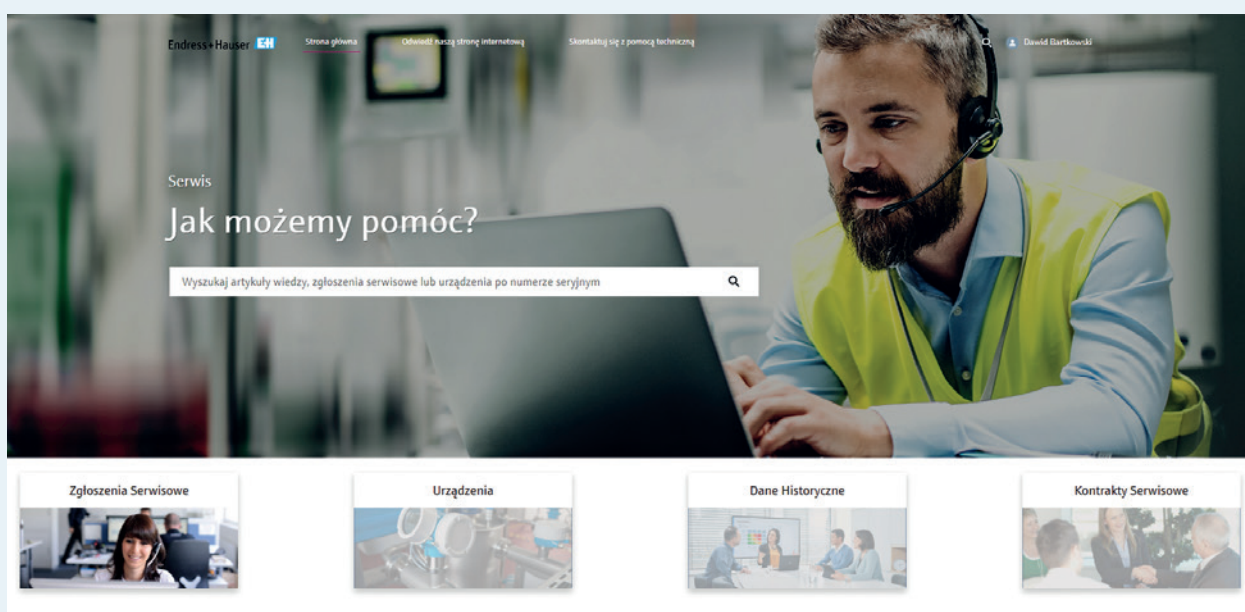 Endress+Hauser EH
Strona główna
Odwiedź naszą stronę internetową
Skontaktuj się z pomocą techniczną
Dawid Bartkowski
Serwis
Jak możemy pomóc?
Wyszukaj artykuły wiedzy, zgłoszenia serwisowe lub urządzenia po numerze seryjnym
Zgłoszenia Serwisowe
Urządzenia
Dane Historyczne
Kontrakty Serwisowe